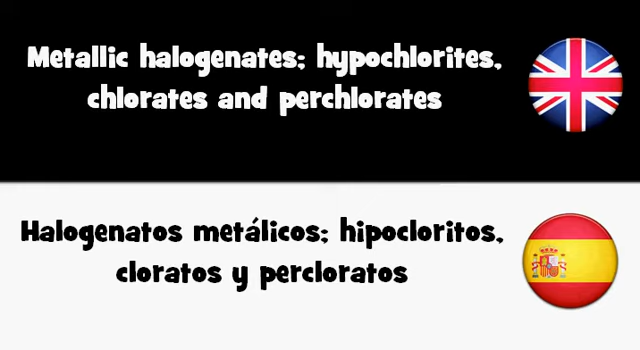 Metallic halogenates; hypochlorites,
chlorates and perchlorates
Halogenatos metálicos; hipocloritos,
cloratos y percloratos